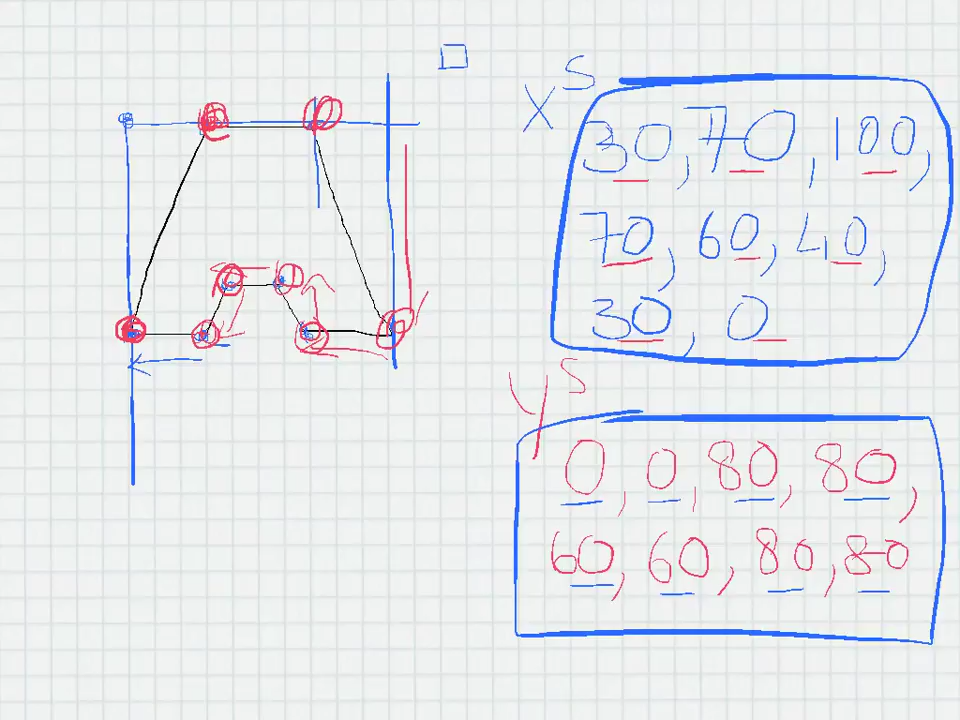 XS
30, 70, 100,
70, 60, 40,
30, 0
YS
0, 0, 80, 80,
60, 60, 80, 80